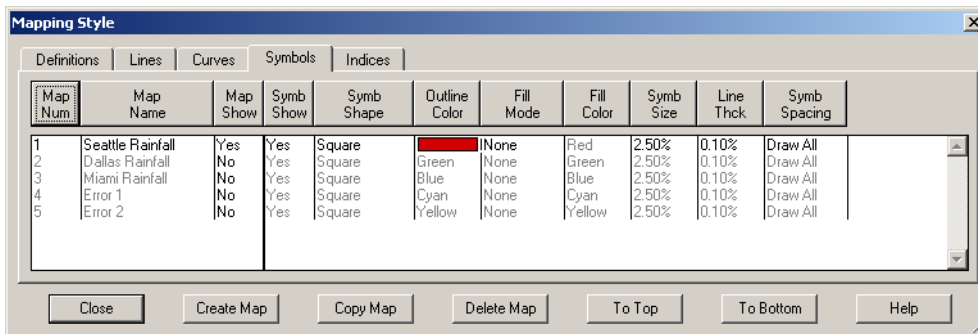 Mapping Style
Definitions Lines Curves Symbols Indices
Map Num Map Name Map Show Symb Show Symb Shape Outline Color Fill Mode Fill Color Symb Size Line Thck Symb Spacing
1 Seattle Rainfall Yes Yes Square None Red 2.50% 0.10% Draw All
2 Dallas Rainfall No Yes Square Green None Green 2.50% 0.10% Draw All
3 Miami Rainfall No Yes Square Blue None Blue 2.50% 0.10% Draw All
4 Error 1 No Yes Square Cyan None Cyan 2.50% 0.10% Draw All
5 Error 2 No Yes Square Yellow None Yellow 2.50% 0.10% Draw All
Close Create Map Copy Map Delete Map To Top To Bottom Help